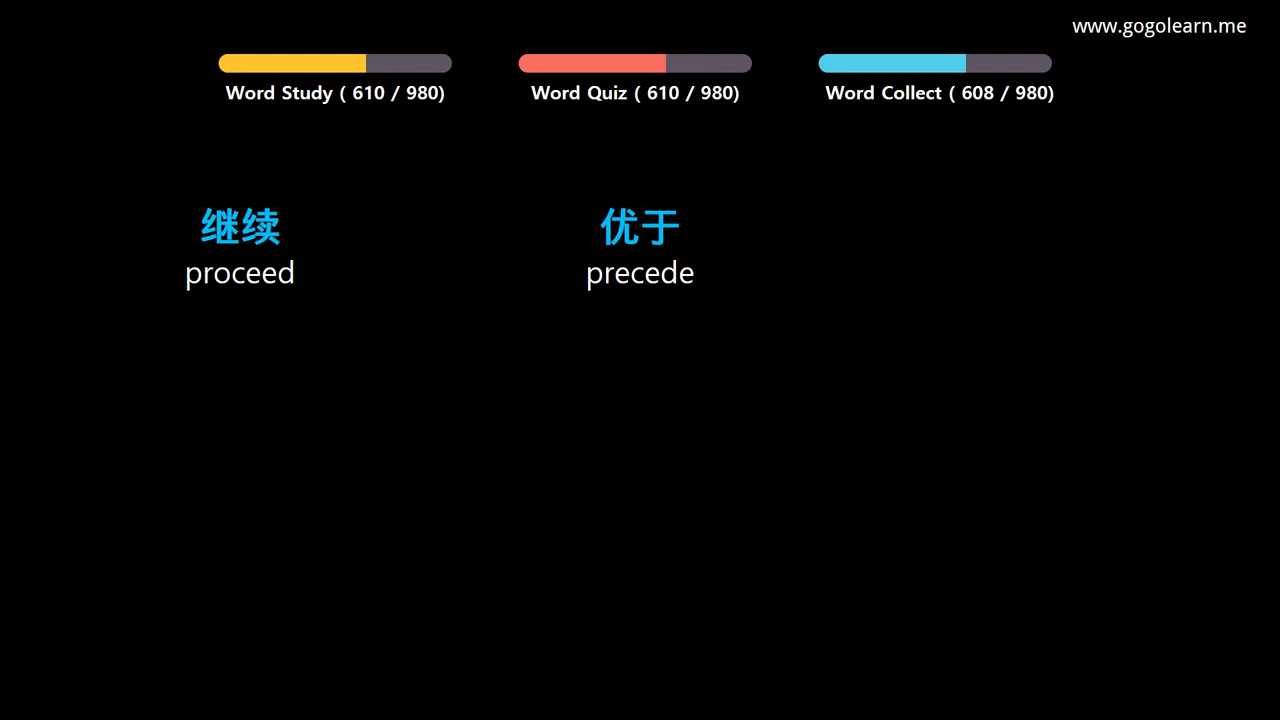 www.gogolearn.me
Word Study ( 610 / 980)
Word Quiz ( 610 / 980)
Word Collect ( 608 / 980)
继续
proceed
优于
precede